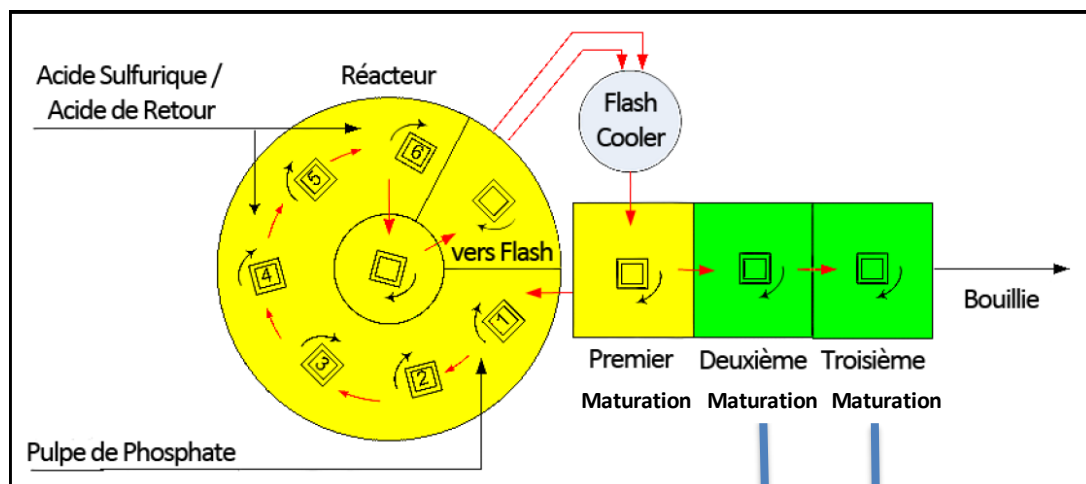 Acide Sulfurique /
Acide de Retour
Réacteur
Flash
Cooler
6
5
4
vers Flash
1
3
2
Bouillie
Premier
Deuxième
Troisième
Maturation
Maturation
Maturation
Pulpe de Phosphate